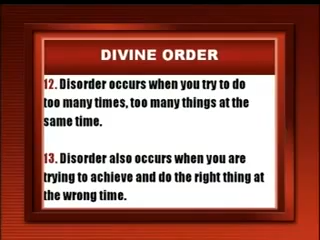 DIVINE ORDER
12. Disorder occurs when you try to do
too many times, too many things at the
same time.
13. Disorder also occurs when you are
trying to achieve and do the right thing at
the wrong time.